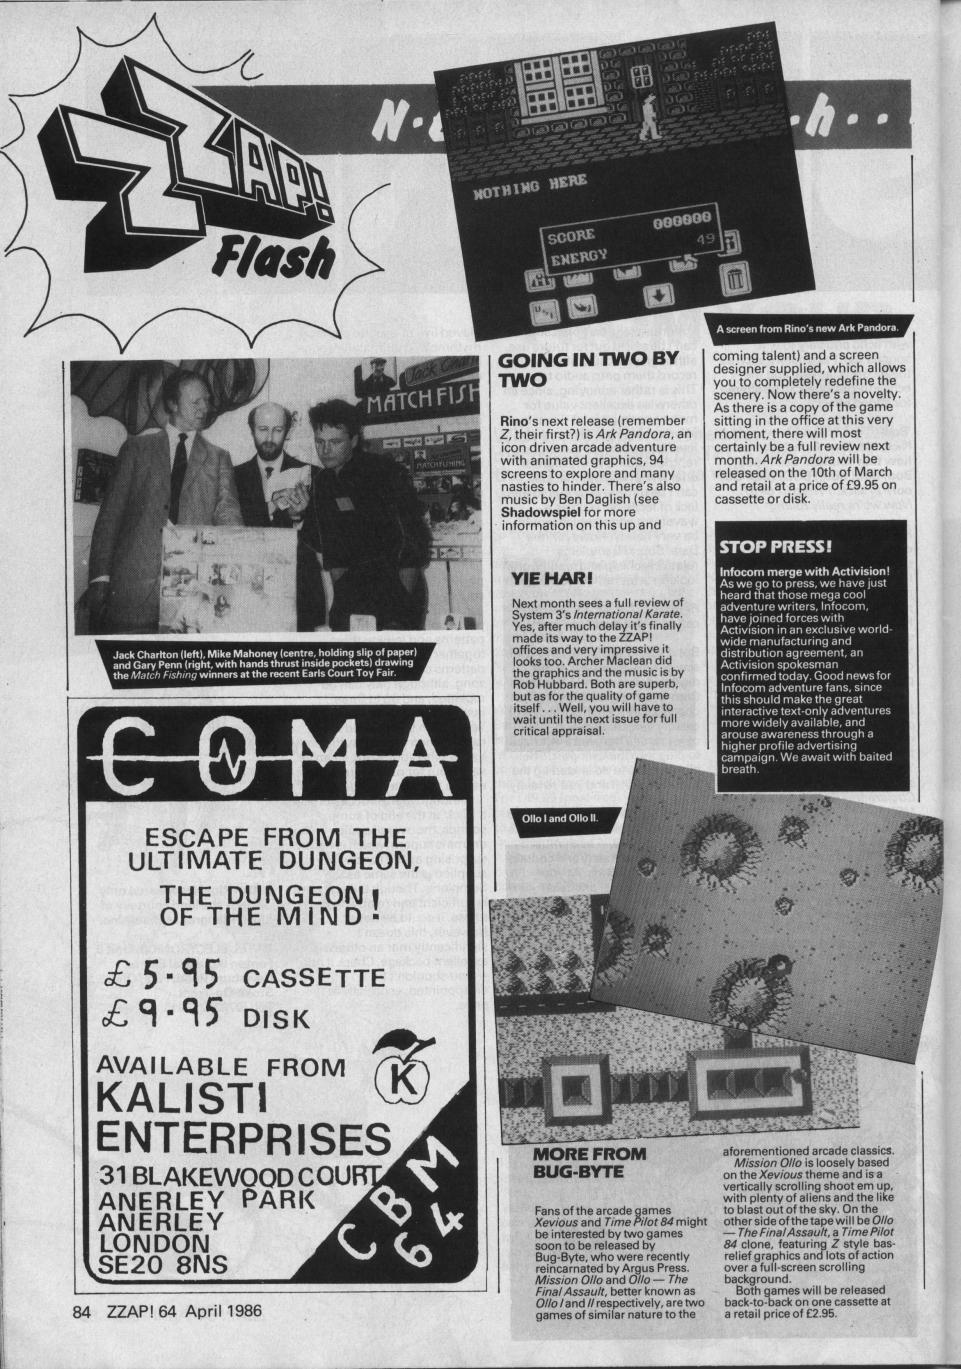 ZZAP!
Flash
NOTHING HERE
SCORE 000000
ENERGY 49
A screen from Rino's new Ark Pandora.
Jack Charlton
MATCH FISH
MATCH FISHING
Jack Charlton (left), Mike Mahoney (centre, holding slip of paper)
and Gary Penn (right, with hands thrust inside pockets) drawing
the Match Fishing winners at the recent Earls Court Toy Fair.
GOING IN TWO BY
TWO
Rino's next release (remember
Z, their first?) is Ark Pandora, an
icon driven arcade adventure
with animated graphics, 94
screens to explore and many
nasties to hinder. There's also
music by Ben Daglish (see
Shadowspiel for more
information on this up and
coming talent) and a screen
designer supplied, which allows
you to completely redefine the
scenery. Now there's a novelty.
As there is a copy of the game
sitting in the office at this very
moment, there will most
certainly be a full review next
month. Ark Pandora will be
released on the 10th of March
and retail at a price of £9.95 on
cassette or disk.
YIE HAR!
Next month sees a full review of
System 3's International Karate.
Yes, after much delay it's finally
made its way to the ZZAP!
offices and very impressive it
looks too. Archer Maclean did
the graphics and the music is by
Rob Hubbard. Both are superb,
but as for the quality of game
itself . . . Well, you will have to
wait until the next issue for full
critical appraisal.
STOP PRESS!
Infocom merge with Activision!
As we go to press, we have just
heard that those mega cool
adventure writers, Infocom,
have joined forces with
Activision in an exclusive world-
wide manufacturing and
distribution agreement, an
Activision spokesman
confirmed today. Good news for
Infocom adventure fans, since
this should make the great
interactive text-only adventures
more widely available, and
arouse awareness through a
higher profile advertising
campaign. We await with baited
breath.
COMA
ESCAPE FROM THE
ULTIMATE DUNGEON,
THE DUNGEON!
OF THE MIND
£5·95 CASSETTE
£9·95 DISK
AVAILABLE FROM
K
KALISTI
ENTERPRISES
31 BLAKEWOOD COURT
ANERLEY PARK
ANERLEY
LONDON
SE20 8NS
CBM
64
Ollo I and Ollo II.
MORE FROM
BUG-BYTE
Fans of the arcade games
Xevious and Time Pilot 84 might
be interested by two games
soon to be released by
Bug-Byte, who were recently
reincarnated by Argus Press.
Mission Ollo and Ollo — The
Final Assault, better known as
Ollo I and II respectively, are two
games of similar nature to the
aforementioned arcade classics.
Mission Ollo is loosely based
on the Xevious theme and is a
vertically scrolling shoot em up,
with plenty of aliens and the like
to blast out of the sky. On the
other side of the tape will be Ollo
— The Final Assault, a Time Pilot
84 clone, featuring Z style bas-
relief graphics and lots of action
over a full-screen scrolling
background.
Both games will be released
back-to-back on one cassette at
a retail price of £2.95.
84 ZZAP! 64 April 1986